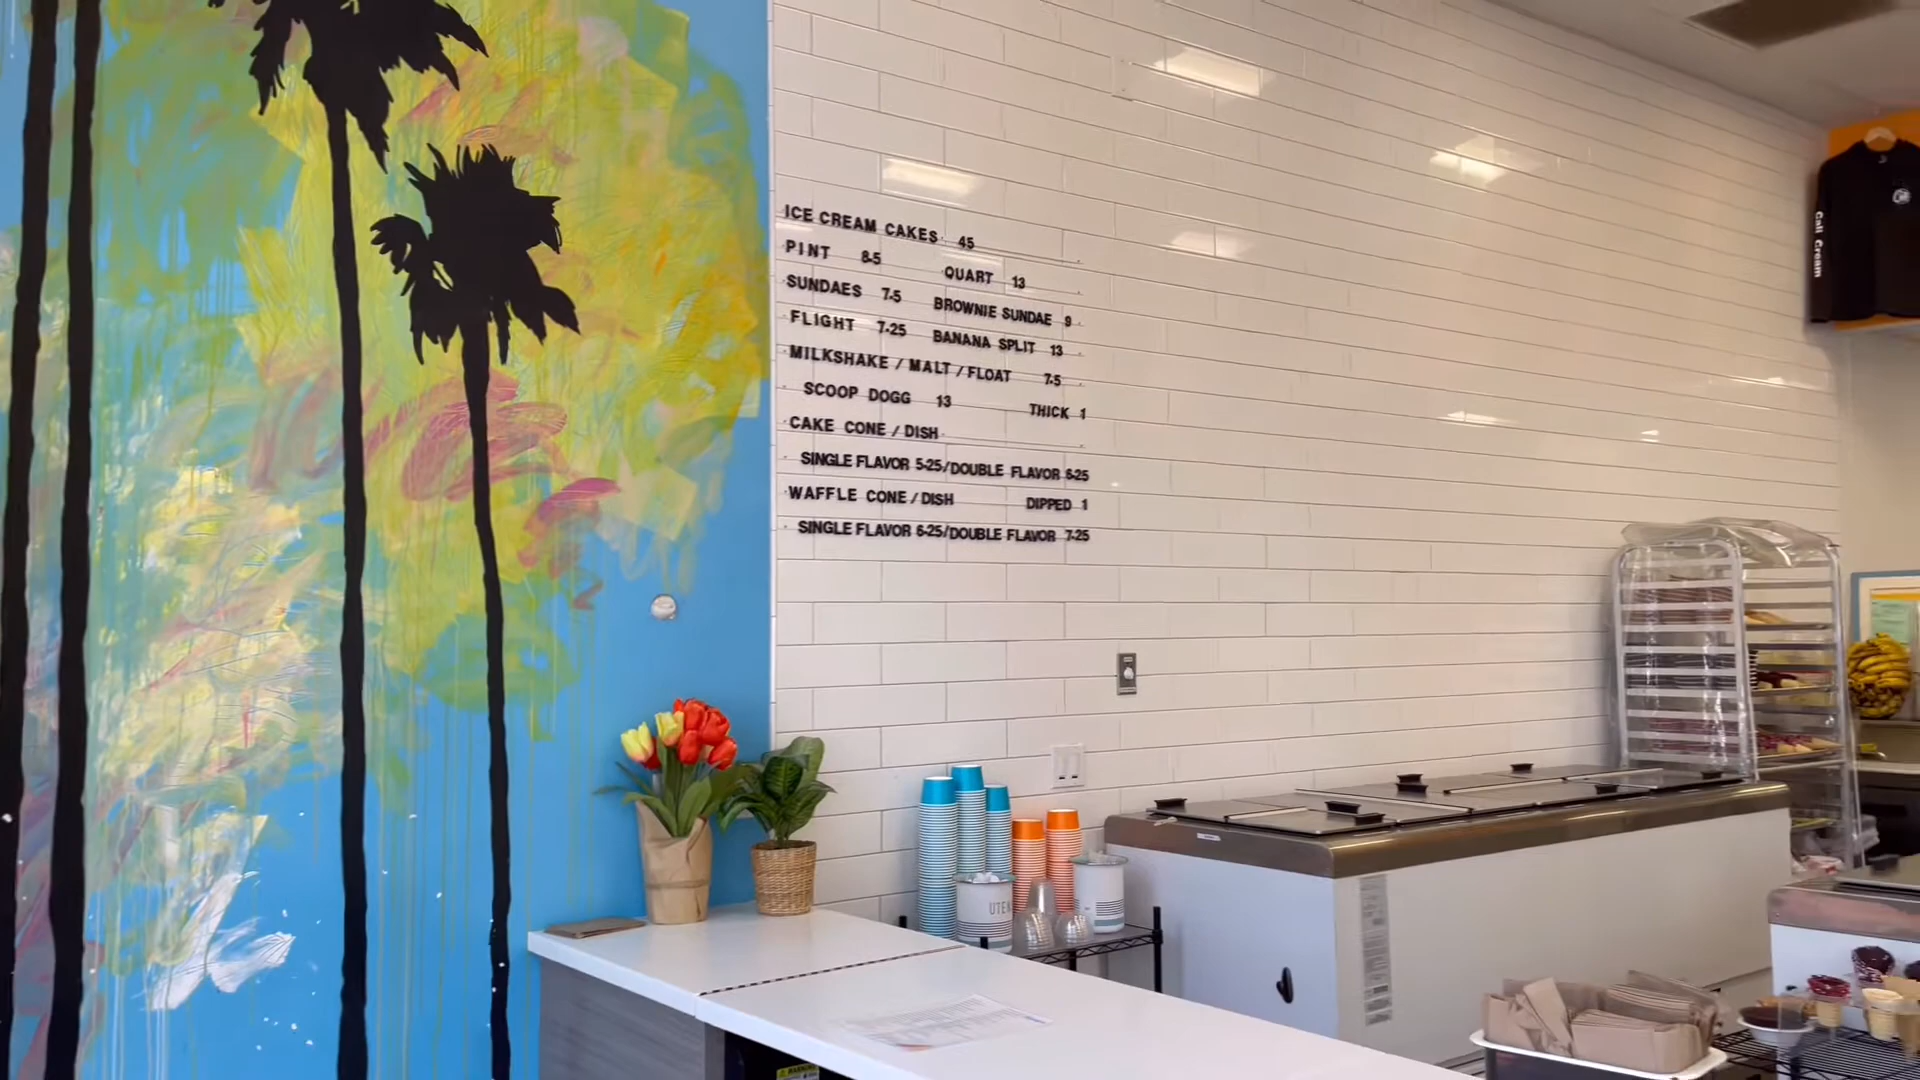 ICE CREAM CAKES 45
PINT 8.5 QUART 13
SUNDAES 7.5 BROWNIE SUNDAE 9
FLIGHT 7.25 BANANA SPLIT 13
MILKSHAKE / MALT / FLOAT 7.5
SCOOP DOGG 13 THICK 1
CAKE CONE / DISH
SINGLE FLAVOR 5.25/DOUBLE FLAVOR 6.25
WAFFLE CONE / DISH DIPPED 1
SINGLE FLAVOR 6.25/DOUBLE FLAVOR 7.25
Cali Cream
WARNING